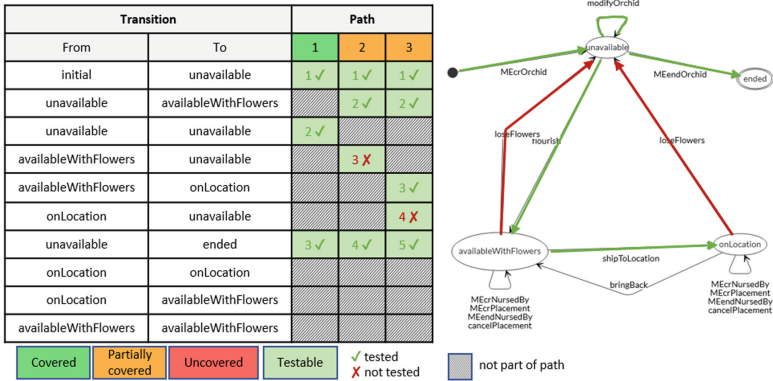 Transition Path
From To 1 2 3
initial unavailable 1 ✓ 1 ✓ 1 ✓
unavailable availableWithFlowers 2 ✓ 2 ✓
unavailable unavailable 2 ✓
availableWithFlowers unavailable 3 ✗
availableWithFlowers onLocation 3 ✓
onLocation unavailable 4 ✗
unavailable ended 3 ✓ 4 ✓ 5 ✓
onLocation onLocation
onLocation availableWithFlowers
availableWithFlowers availableWithFlowers
Covered
Partially
covered
Uncovered
Testable
✓ tested
✗ not tested
not part of path
modifyOrchid
unavailable
MEcrOrchid
MEendOrchid
ended
loseFlowers
nourish
loseFlowers
availableWithFlowers
onLocation
shipToLocation
bringBack
MEcrNursedBy
MEcrPlacement
MEendNursedBy
cancelPlacement
MEcrNursedBy
MEcrPlacement
MEendNursedBy
cancelPlacement